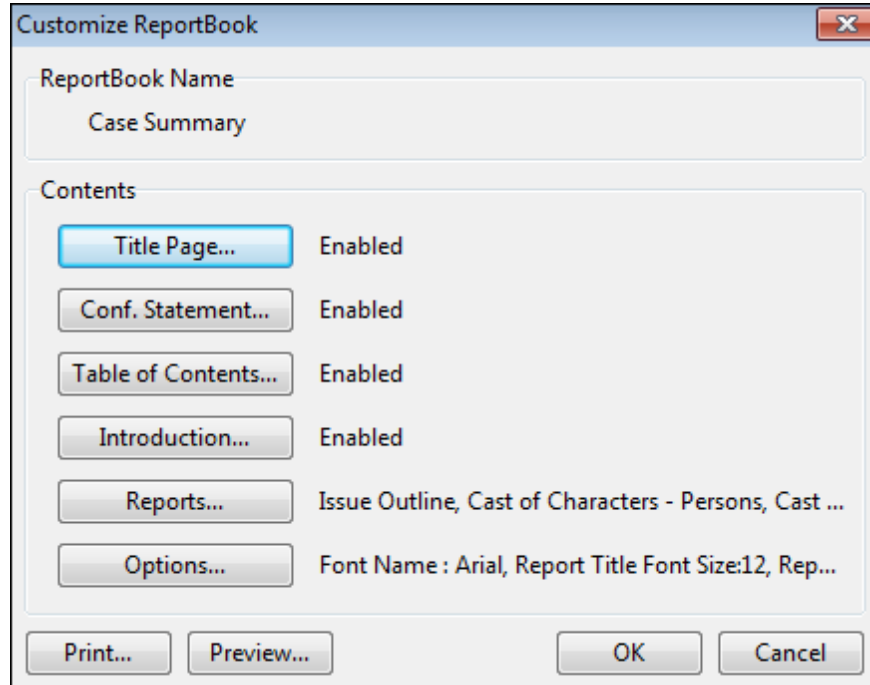 Customize ReportBook
ReportBook Name
Case Summary
Contents
Title Page... Enabled
Conf. Statement... Enabled
Table of Contents... Enabled
Introduction... Enabled
Reports... Issue Outline, Cast of Characters - Persons, Cast ...
Options... Font Name : Arial, Report Title Font Size:12, Rep...
Print... Preview... OK Cancel